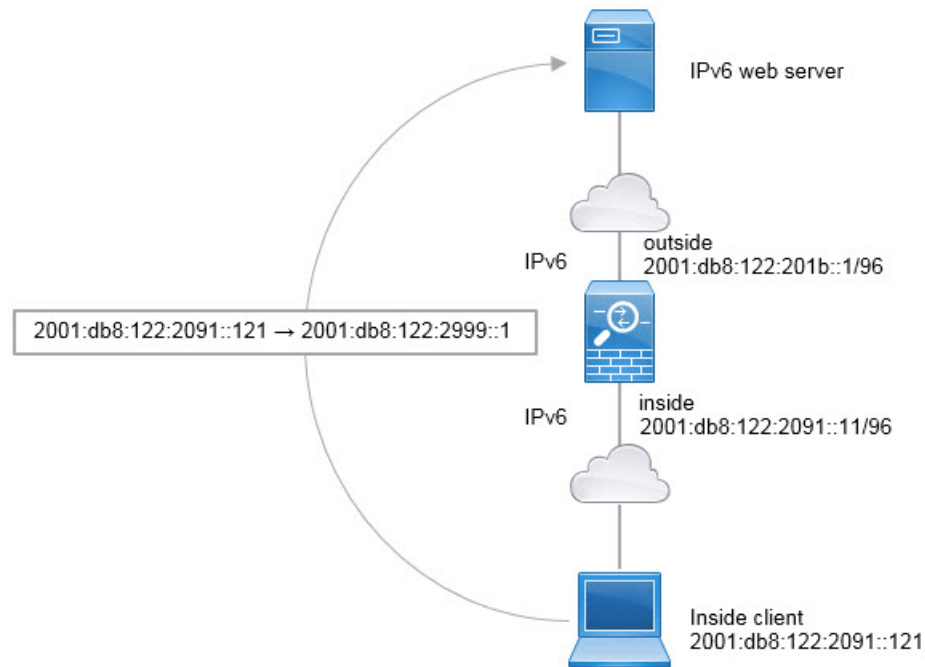 IPv6 web server
outside
IPv6
2001:db8:122:201b::1/96
2001:db8:122:2091::121 → 2001:db8:122:2999::1
inside
IPv6
2001:db8:122:2091::11/96
Inside client
2001:db8:122:2091::121